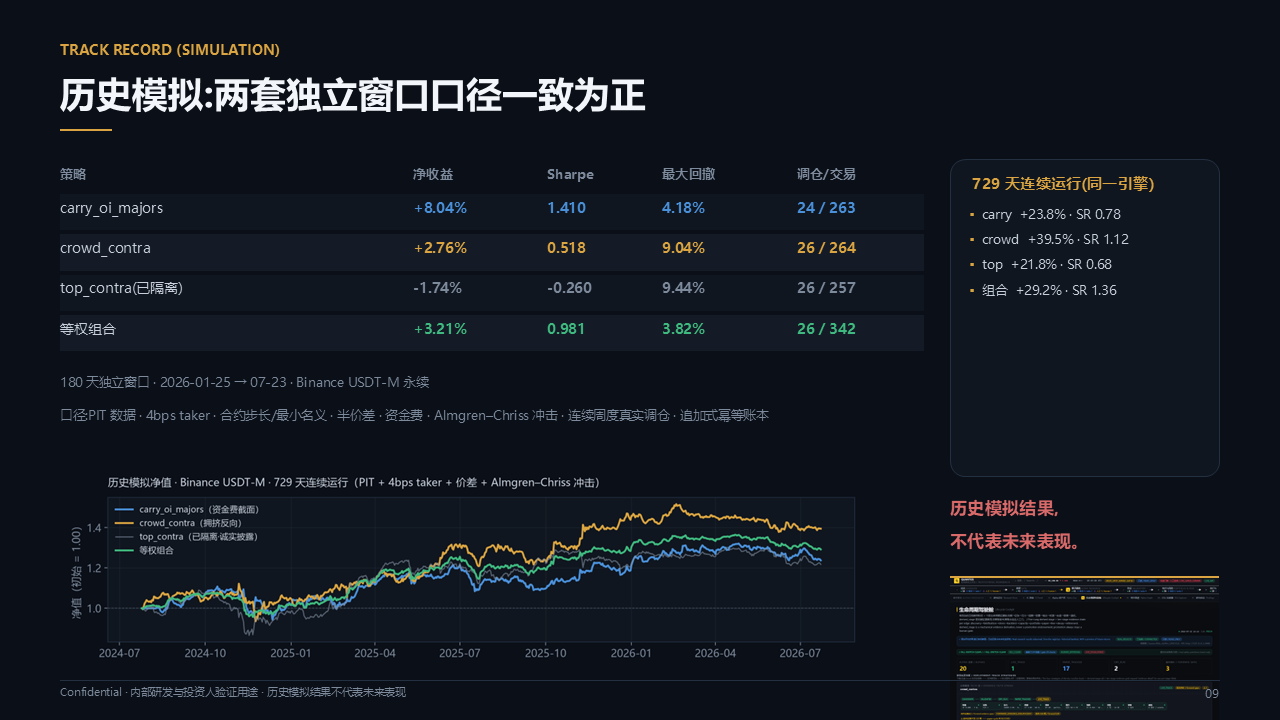 TRACK RECORD (SIMULATION)
历史模拟:两套独立窗口口径一致为正
策略 净收益 Sharpe 最大回撤 调仓/交易
carry_oi_majors +8.04% 1.410 4.18% 24 / 263
crowd_contra +2.76% 0.518 9.04% 26 / 264
top_contra(已隔离) -1.74% -0.260 9.44% 26 / 257
等权组合 +3.21% 0.981 3.82% 26 / 342
180 天独立窗口 · 2026-01-25 → 07-23 · Binance USDT-M 永续
口径:PIT 数据 · 4bps taker · 合约步长/最小名义 · 半价差 · 资金费 · Almgren–Chriss 冲击 · 连续周度真实调仓 · 追加式幂等账本
729 天连续运行(同一引擎)
▪ carry +23.8% · SR 0.78
▪ crowd +39.5% · SR 1.12
▪ top +21.8% · SR 0.68
▪ 组合 +29.2% · SR 1.36
历史模拟结果,
不代表未来表现。
历史模拟净值 · Binance USDT-M · 729 天连续运行（PIT + 4bps taker + 价差 + Almgren–Chriss 冲击）
carry_oi_majors（资金费截面）
crowd_contra（拥挤反向）
top_contra（已隔离·诚实披露）
等权组合
净值（初始 = 1.00）
1.4
1.2
1.0
2024-07 2024-10 2025-01 2025-04 2025-10 2026-01 2026-04 2026-07
生命周期驾驶舱
20 1 17 2 3
Confidential · 内部研发与投资人验证用途
不代表未来表现
09